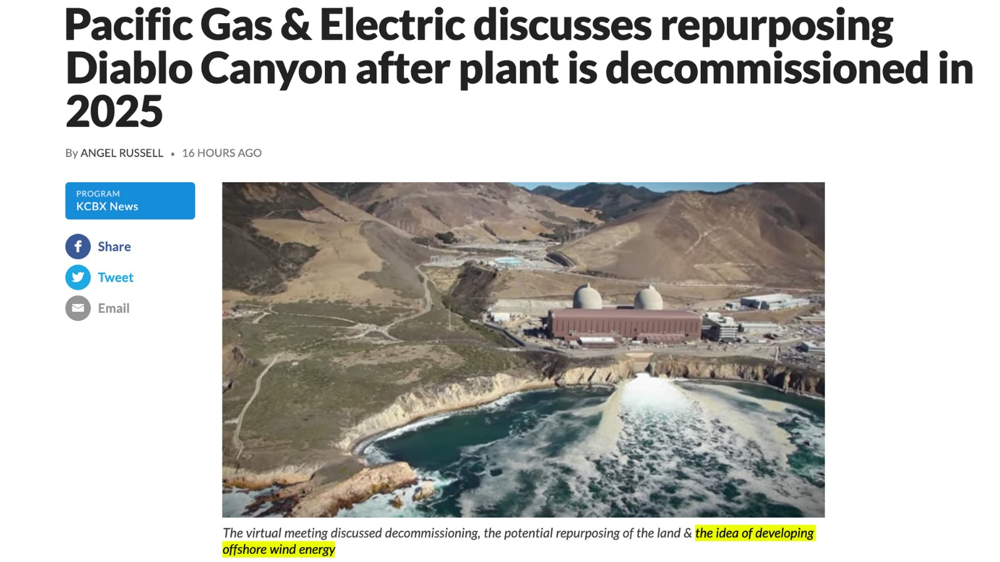 Pacific Gas & Electric discusses repurposing
Diablo Canyon after plant is decommissioned in
2025
By ANGEL RUSSELL • 16 HOURS AGO
PROGRAM
KCBX News
Share
Tweet
Email
The virtual meeting discussed decommissioning, the potential repurposing of the land & the idea of developing
offshore wind energy